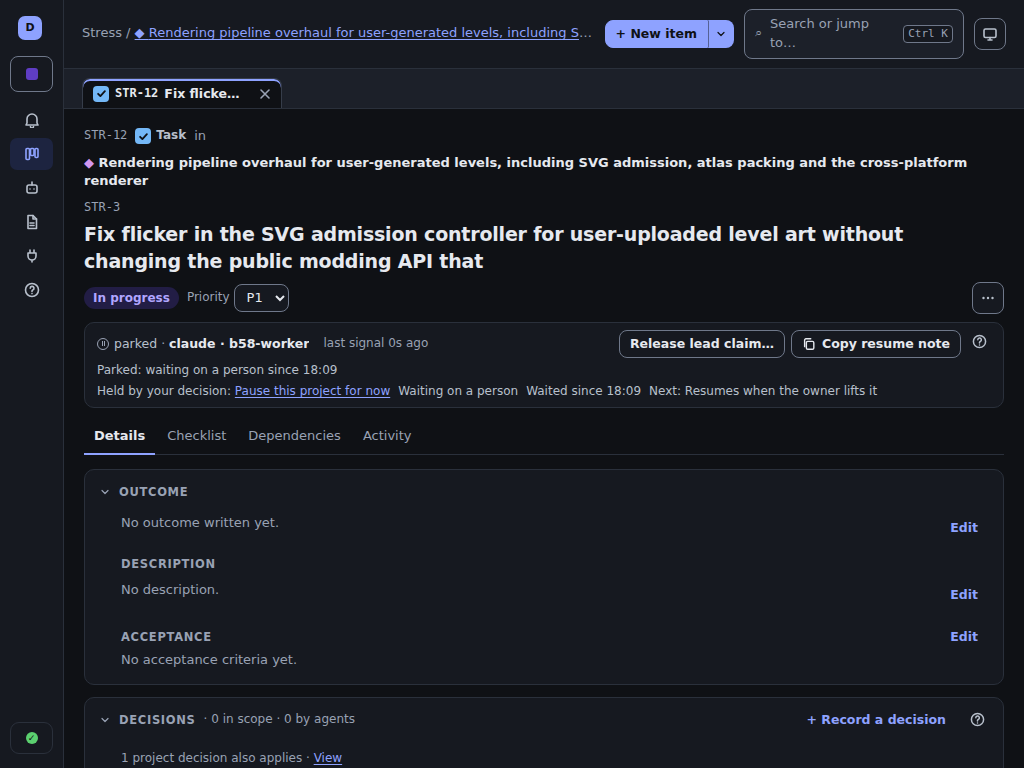 D
Stress / ◆ Rendering pipeline overhaul for user-generated levels, including S…
+ New item
Search or jump to…
Ctrl K
STR-12 Fix flicke…
STR-12 Task in
◆ Rendering pipeline overhaul for user-generated levels, including SVG admission, atlas packing and the cross-platform
renderer
STR-3
Fix flicker in the SVG admission controller for user-uploaded level art without
changing the public modding API that
In progress Priority P1
parked · claude · b58-worker last signal 0s ago
Release lead claim…
Copy resume note
Parked: waiting on a person since 18:09
Held by your decision: Pause this project for now Waiting on a person Waited since 18:09 Next: Resumes when the owner lifts it
Details Checklist Dependencies Activity
OUTCOME
No outcome written yet.
Edit
DESCRIPTION
No description.
Edit
ACCEPTANCE
Edit
No acceptance criteria yet.
DECISIONS · 0 in scope · 0 by agents
+ Record a decision
1 project decision also applies · View